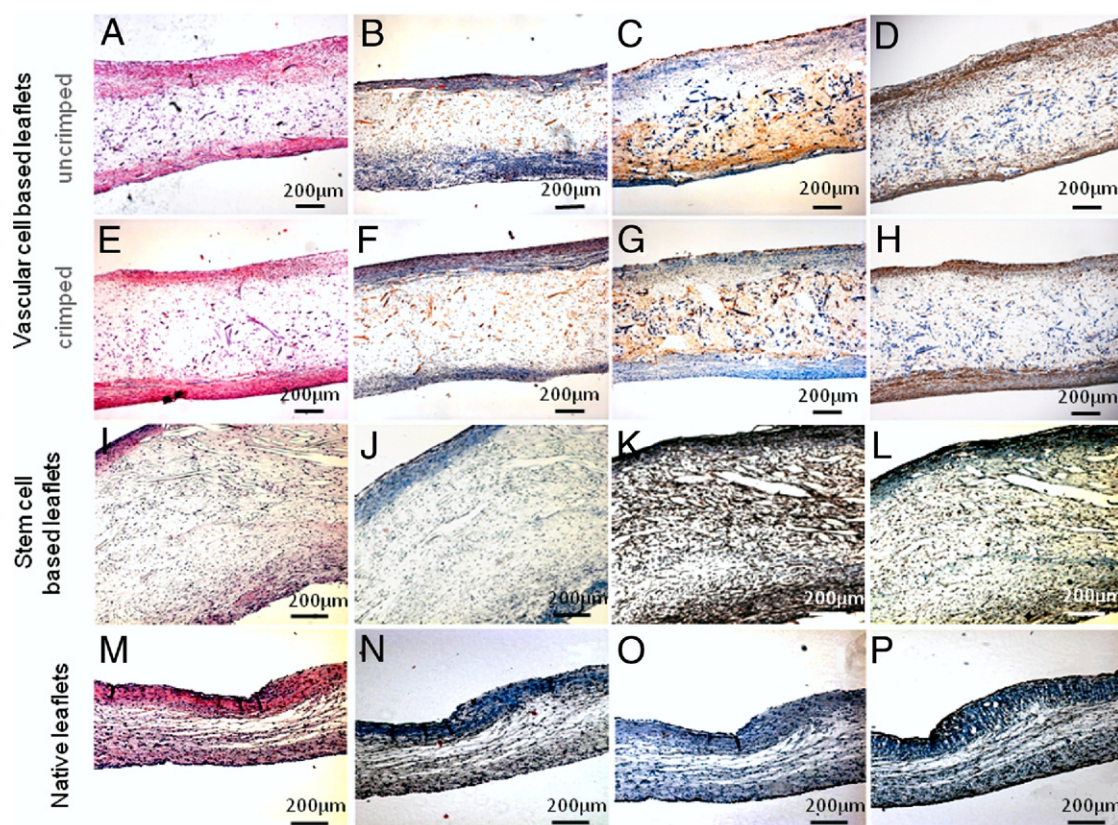 A B C D
Vascular cell based leaflets
uncrimped
200µm 200µm 200µm 200µm
E F G H
crimped
200µm 200µm 200µm 200µm
I J K L
Stem cell
based leaflets
200µm 200µm 200µm 200µm
M N O P
Native leaflets
200µm 200µm 200µm 200µm